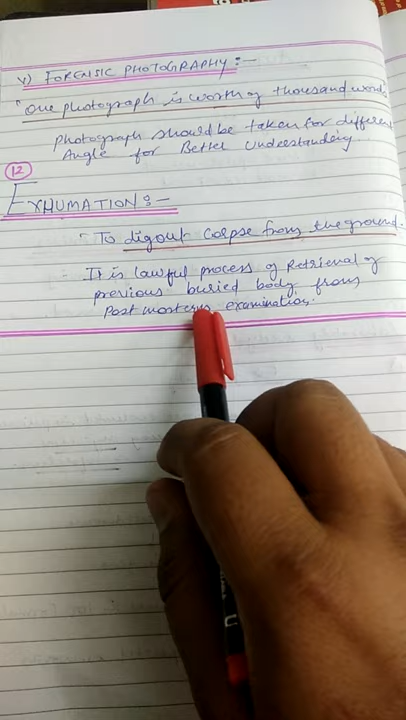 V) FORENSIC PHOTOGRAPHY :-
"One photograph is worth of thousand words
Photograph should be taken for different
Angle for Better Understanding
12
EXHUMATION :-
- To digout corpse from the ground.
- It is lawful process of Retrieval of
previous buried body from
Post mortem examination.